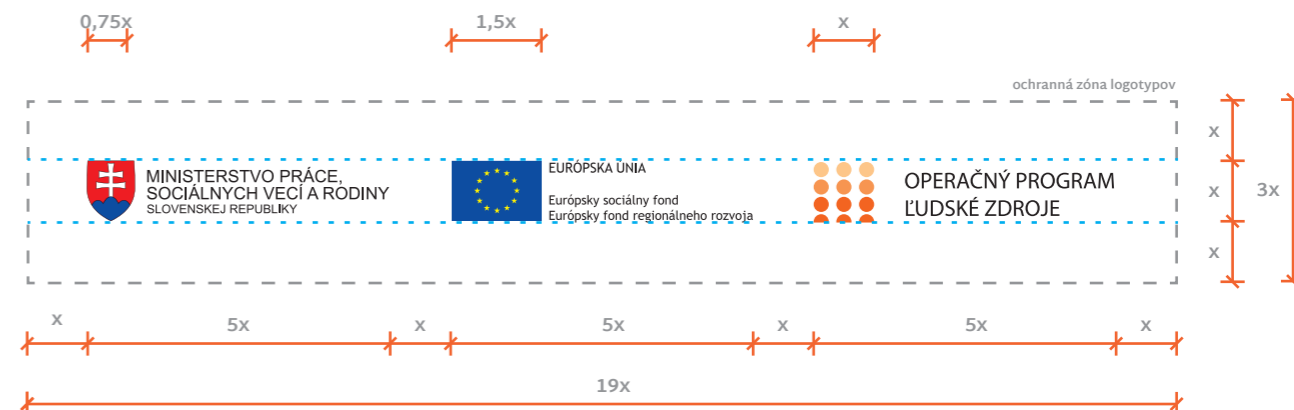 0,75x
1,5x
x
ochranná zóna logotypov
MINISTERSTVO PRÁCE,
SOCIÁLNYCH VECÍ A RODINY
SLOVENSKEJ REPUBLIKY
EURÓPSKA ÚNIA
Európsky sociálny fond
Európsky fond regionálneho rozvoja
OPERAČNÝ PROGRAM
ĽUDSKÉ ZDROJE
x
x
3x
x
x
5x
x
5x
x
5x
x
19x